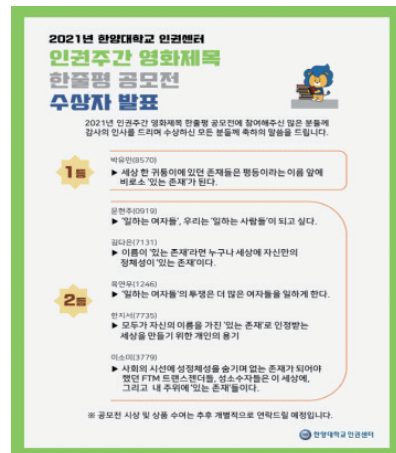 2021년 한양대학교 인권센터
인권주간 영화제목
한줄평 공모전
수상자 발표
2021년 인권주간 영화제목 한줄평 공모전에 참여해주신 많은 분들께
감사의 인사를 드리며 수상하신 모든 분들께 축하의 말씀을 드립니다.
1등
박유민(8570)
▶ 세상 한 귀퉁이에 있던 존재들은 평등이라는 이름 앞에
비로소 '있는 존재'가 된다.
2등
문현주(0919)
▶ '일하는 여자들', 우리는 '일하는 사람들'이 되고 싶다.
김다은(7131)
▶ 이름이 '있는 존재'라면 누구나 세상에 자신만의
정체성이 '있는 존재'이다.
옥연우(1246)
▶ '일하는 여자들'의 투쟁은 더 많은 여자들을 일하게 한다.
한지서(7735)
▶ 모두가 자신의 이름을 가진 '있는 존재'로 인정받는
세상을 만들기 위한 개인의 용기
이소미(3779)
▶ 사회의 시선에 성정체성을 숨기며 없는 존재가 되어야
했던 FTM 트랜스젠더들, 성소수자들은 이 세상에,
그리고 내 주위에 '있는 존재'들이다.
※ 공모전 시상 및 상품 수여는 추후 개별적으로 연락드릴 예정입니다.
한양대학교 인권센터